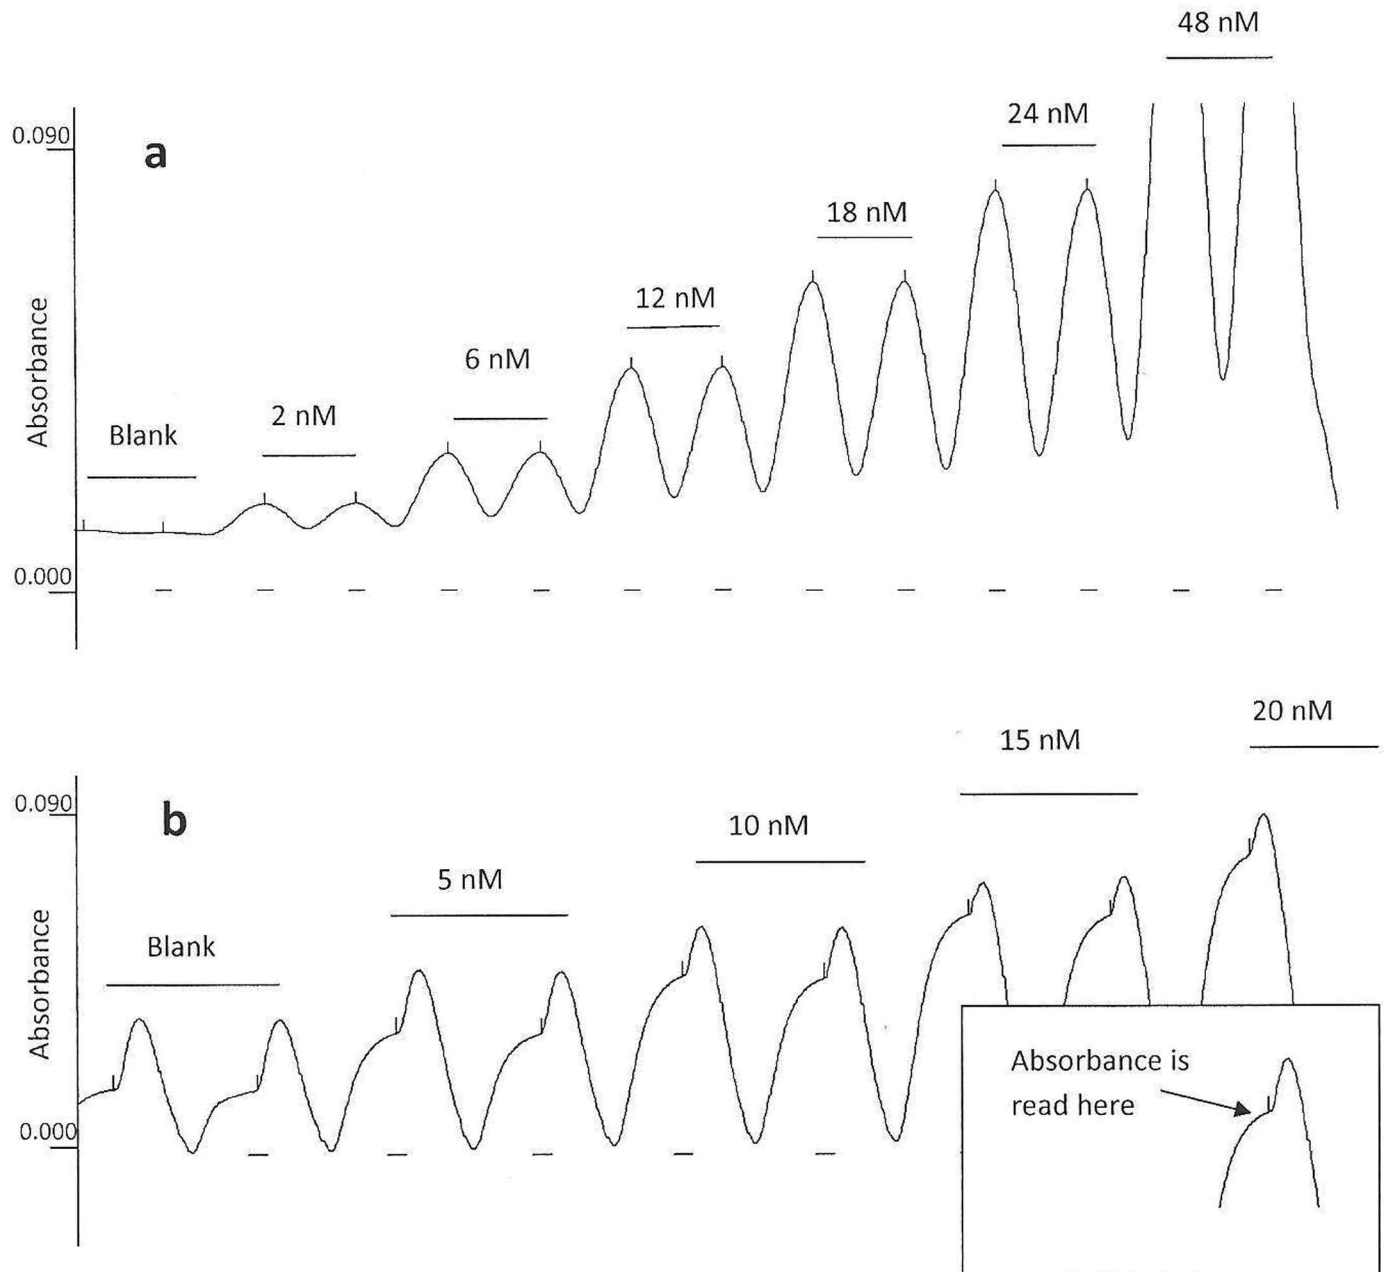 48 nM
24 nM
0.090
a
18 nM
12 nM
6 nM
2 nM
Blank
Absorbance
0.000
20 nM
15 nM
0.090
b
10 nM
5 nM
Blank
Absorbance
Absorbance is
read here
0.000